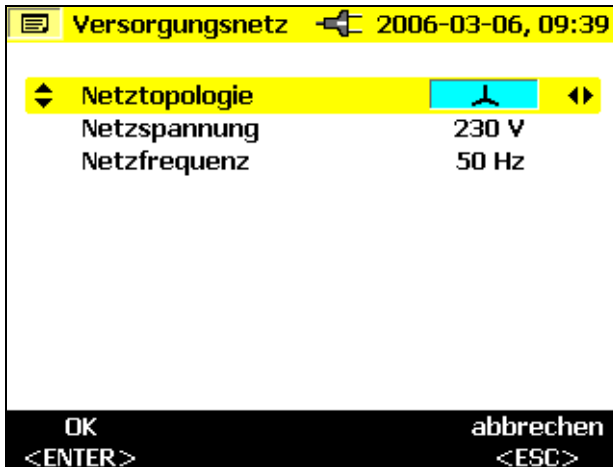 Versorgungsnetz 2006-03-06, 09:39
Netztopologie
Netzspannung 230 V
Netzfrequenz 50 Hz
OK abbrechen
<ENTER> <ESC>